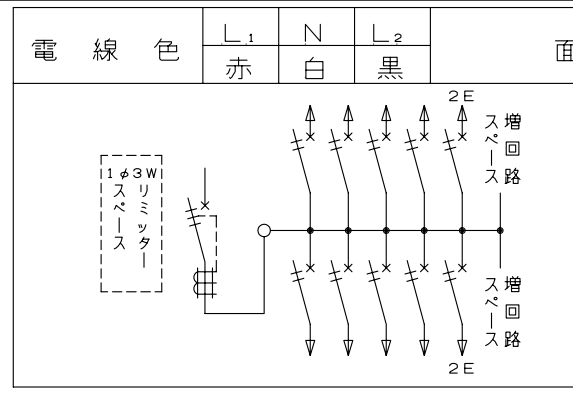 電線色 L1 N L2 面
赤 白 黒
2E
増回路
スペース
1φ3W
リミッター
スペース
増回路
スペース
2E